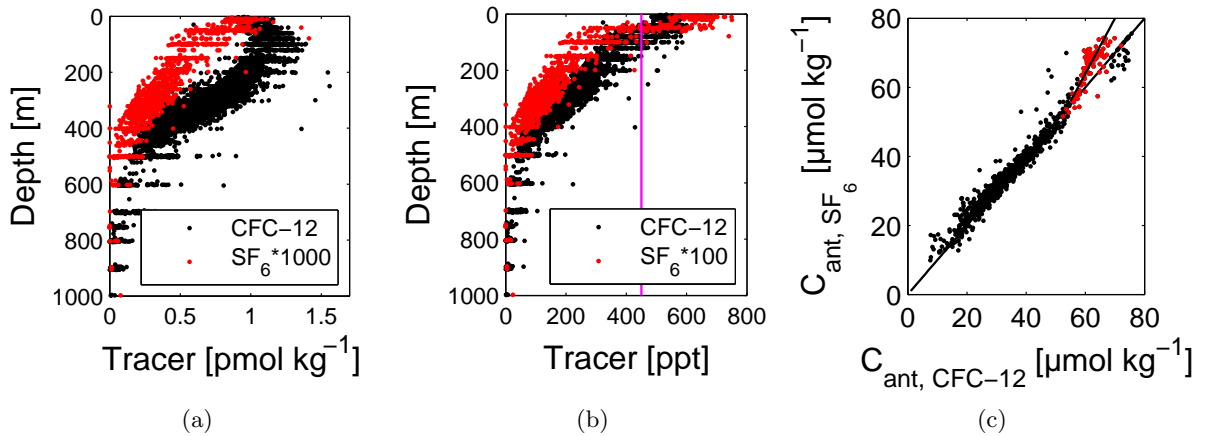 0
200
400
600
800
1000
Depth [m]
0 0.5 1 1.5
Tracer [pmol kg⁻¹]
CFC−12
SF₆*1000
(a)
0
200
400
600
800
1000
Depth [m]
0 200 400 600 800
Tracer [ppt]
CFC−12
SF₆*100
(b)
80
60
40
20
0
C_ant, SF₆ [µmol kg⁻¹]
0 20 40 60 80
C_ant, CFC−12 [µmol kg⁻¹]
(c)